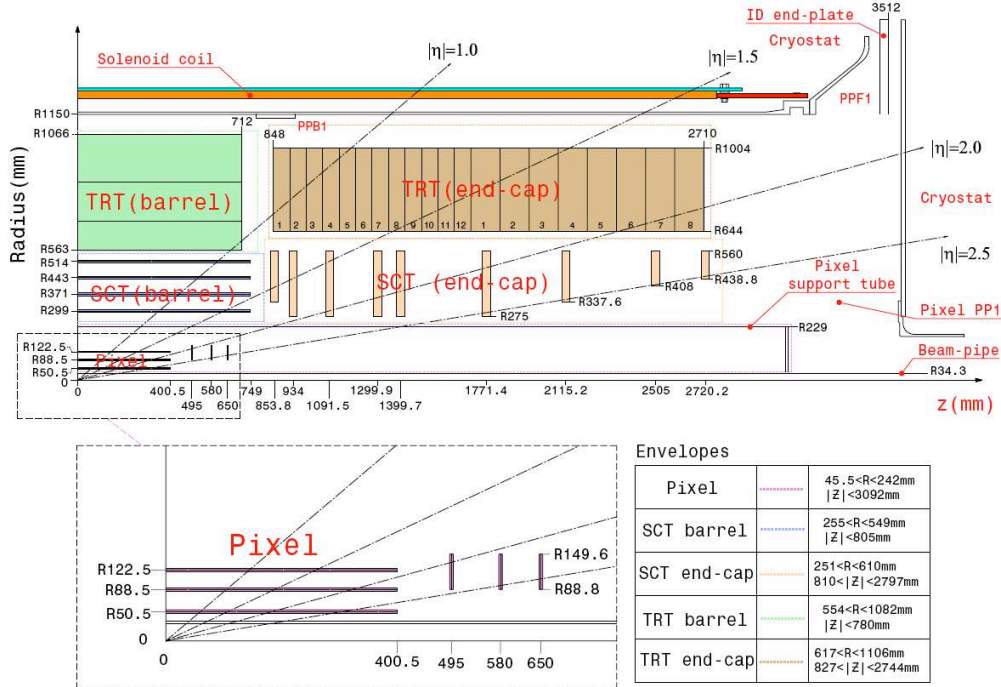 ID end-plate
3512
Cryostat
|η|=1.0
|η|=1.5
Solenoid coil
PPF1
R1150
712
PPB1
R1066
848
2710
R1004
|η|=2.0
Radius(mm)
TRT(barrel)
TRT(end-cap)
Cryostat
1 2 3 4 5 6 7 8 9 10 11 12 1 2 3 4 5 6 7 8
R644
R563
R560
|η|=2.5
R514
R443
SCT(barrel)
SCT (end-cap)
R438.8
Pixel
support tube
R371
R408
R337.6
R299
R275
Pixel PP1
R229
R122.5
R88.5
Pixel
R50.5
Beam-pipe
R34.3
0
0
400.5 580 749 934 1299.9 1771.4 2115.2 2505 2720.2
z(mm)
495 650 853.8 1091.5 1399.7
Pixel
R149.6
R122.5
R88.5
R88.8
R50.5
0
0
400.5 495 580 650
Envelopes
Pixel
45.5<R<242mm
|Z|<3092mm
SCT barrel
255<R<549mm
|Z|<805mm
SCT end-cap
251<R<610mm
810<|Z|<2797mm
TRT barrel
554<R<1082mm
|Z|<780mm
TRT end-cap
617<R<1106mm
827<|Z|<2744mm